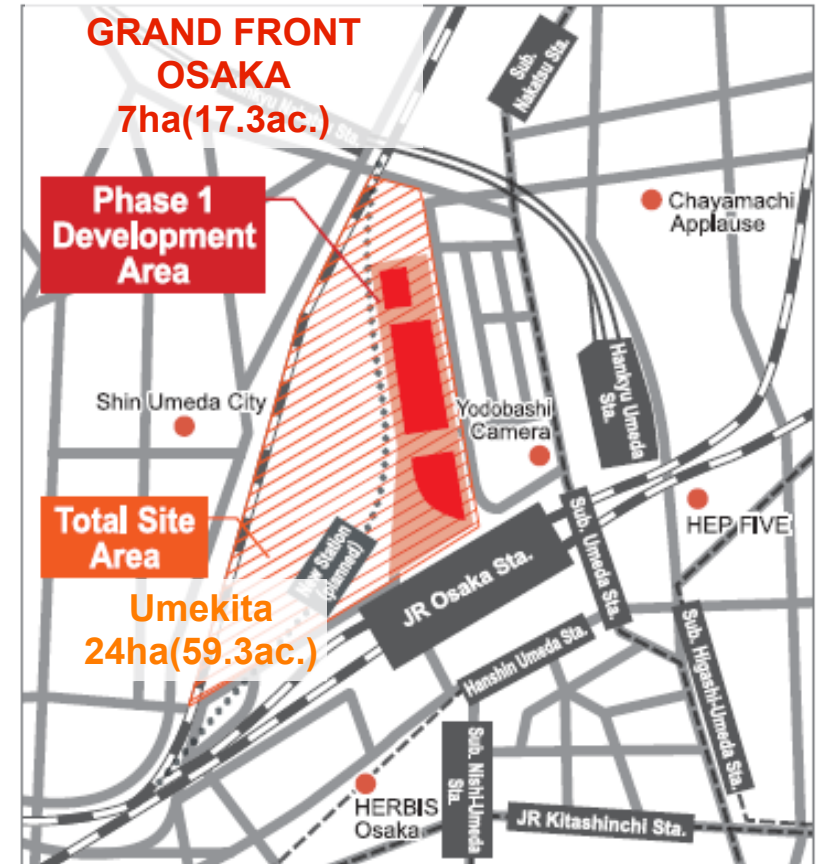 GRAND FRONT
OSAKA
7ha(17.3ac.)
Sub.
Nakatsu Sta.
Hankyu Nakatsu Sta.
Phase 1
Development
Area
Chayamachi
Applause
Hankyu Umeda
Sta.
Shin Umeda City
Yodobashi
Camera
Total Site
Area
New Station
(planned)
HEP FIVE
Sub. Umeda Sta.
JR Osaka Sta.
Umekita
24ha(59.3ac.)
Hanshin Umeda Sta.
Sub. Higashi-Umeda Sta.
Sub. Nishi-Umeda
Sta.
HERBIS
Osaka
JR Kitashinchi Sta.